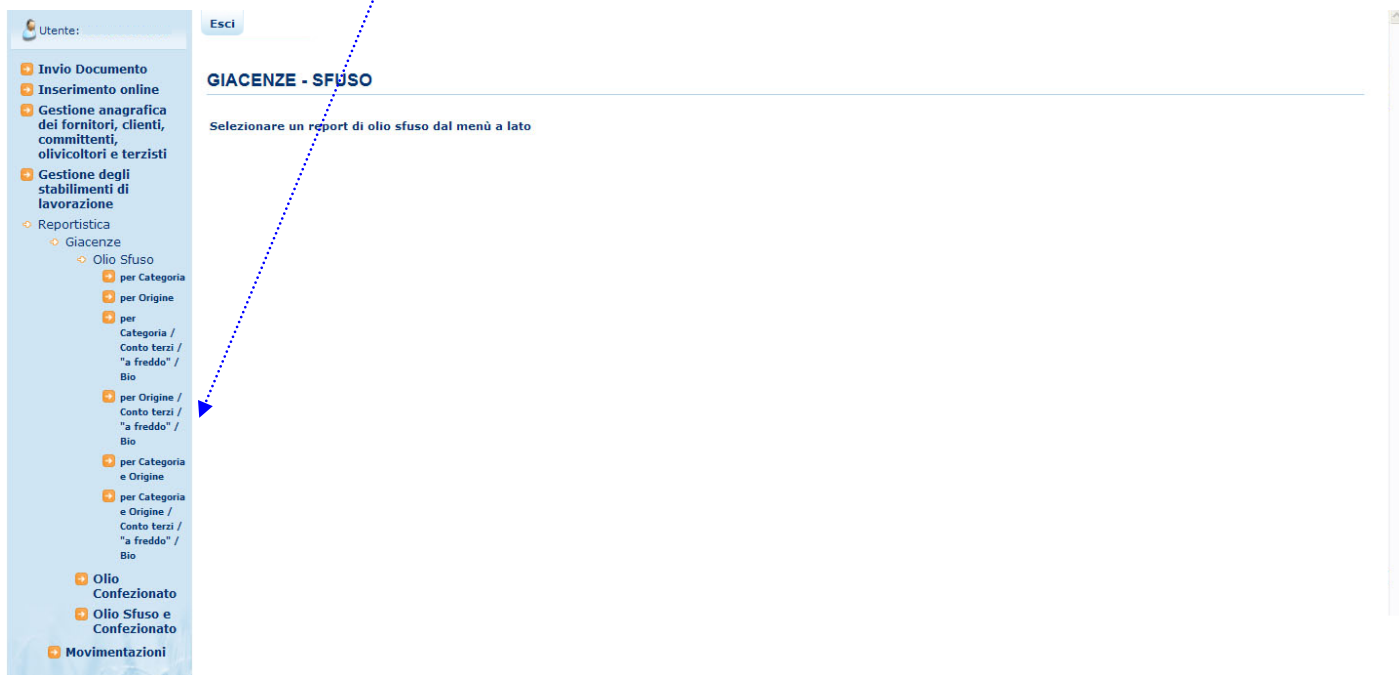 Utente:
Esci
Invio Documento
Inserimento online
Gestione anagrafica
dei fornitori, clienti,
committenti,
olivicoltori e terzisti
Gestione degli
stabilimenti di
lavorazione
Reportistica
Giacenze
Olio Sfuso
per Categoria
per Origine
per
Categoria /
Conto terzi /
"a freddo" /
Bio
per Origine /
Conto terzi /
"a freddo" /
Bio
per Categoria
e Origine
per Categoria
e Origine /
Conto terzi /
"a freddo" /
Bio
Olio
Confezionato
Olio Sfuso e
Confezionato
Movimentazioni
GIACENZE - SFUSO
Selezionare un report di olio sfuso dal menù a lato